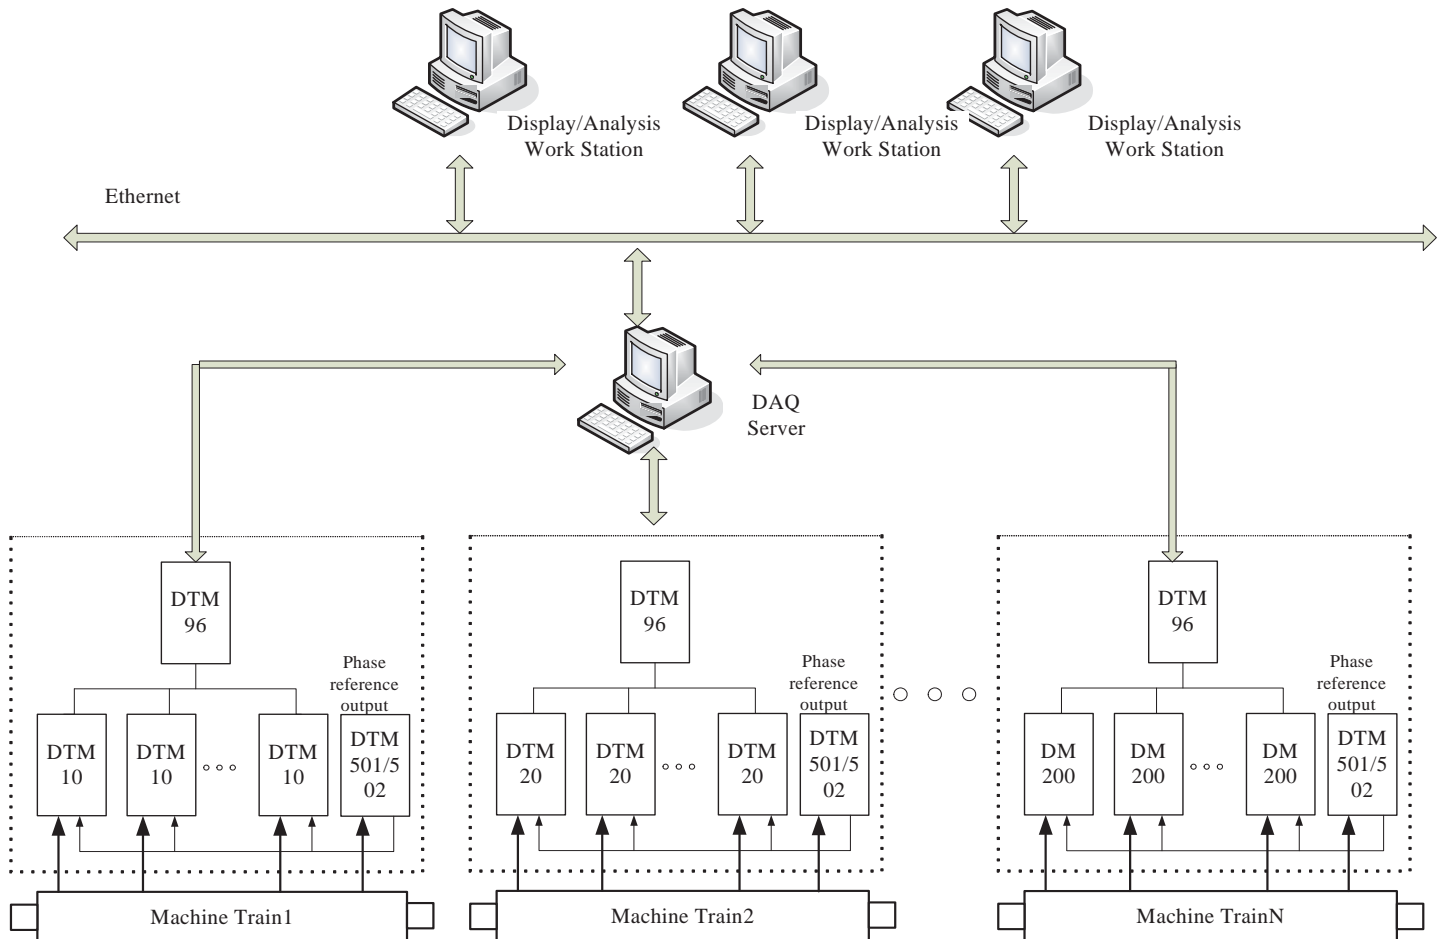 Display/Analysis
Work Station
Display/Analysis
Work Station
Display/Analysis
Work Station
Ethernet
DAQ
Server
DTM
96
Phase
reference
output
DTM
10
DTM
10
DTM
10
DTM
501/5
02
Machine Train1
DTM
96
Phase
reference
output
DTM
20
DTM
20
DTM
20
DTM
501/5
02
Machine Train2
DTM
96
Phase
reference
output
DM
200
DM
200
DM
200
DTM
501/5
02
Machine TrainN